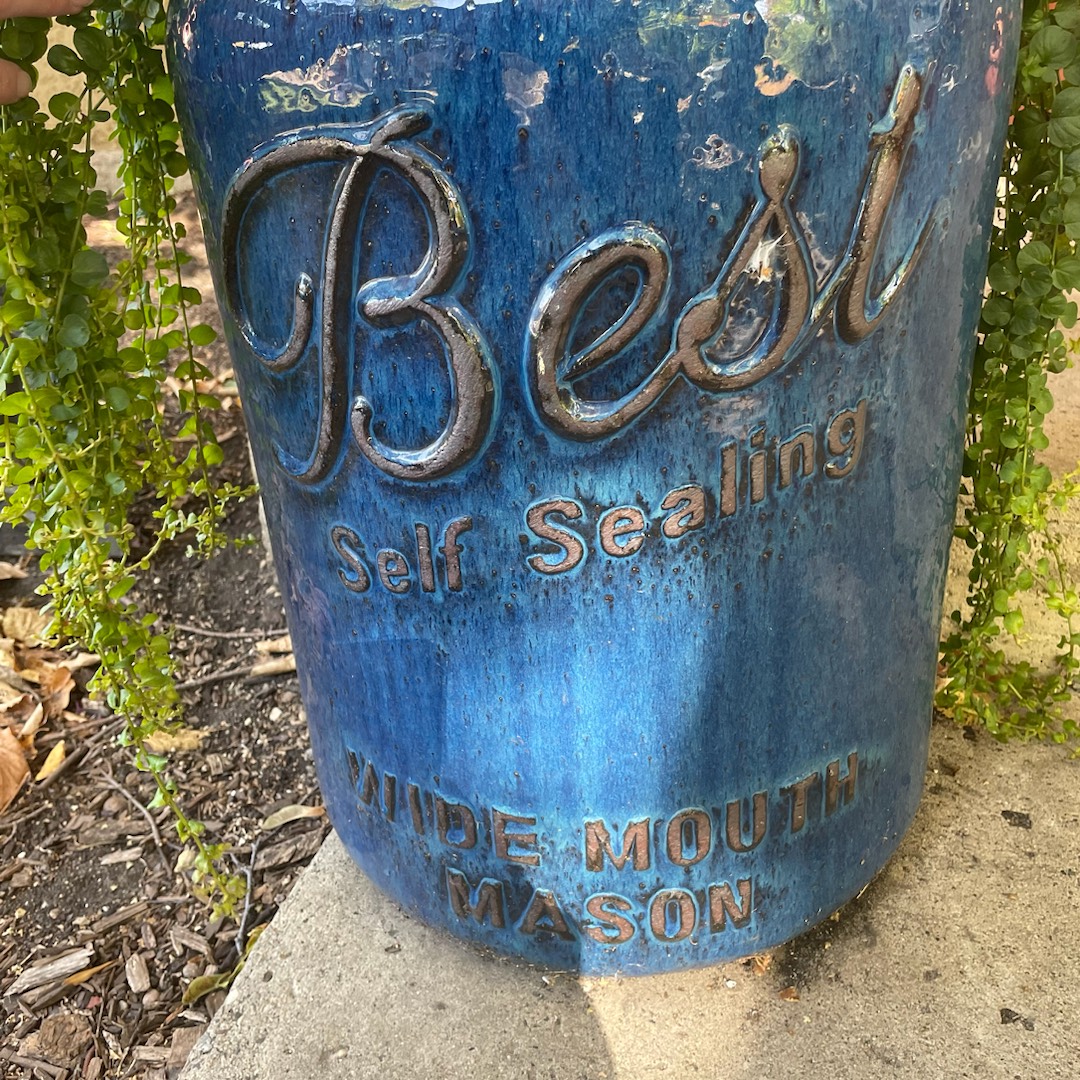 Best
Self Sealing
WIDE MOUTH
MASON